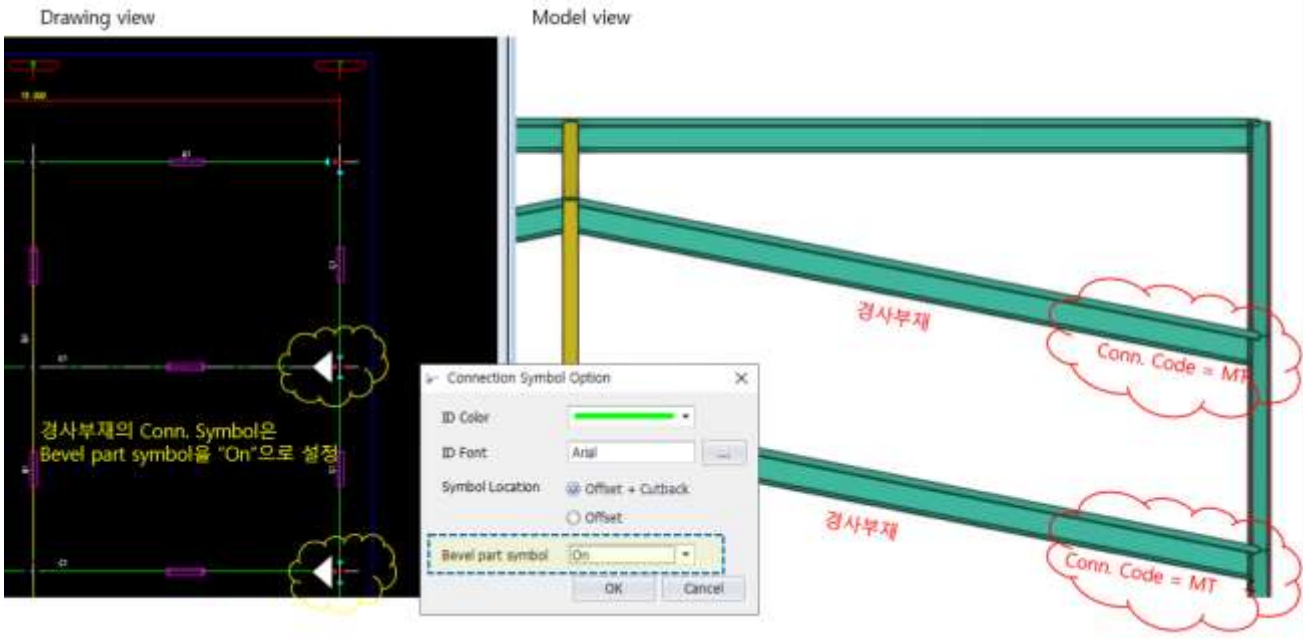 Drawing view
Model view
경사부재의 Conn. Symbol은
Bevel part symbol을 "On"으로 설정
Connection Symbol Option
ID Color
ID Font
Arial
...
Symbol Location
Offset + Cutback
Offset
Bevel part symbol
On
OK
Cancel
경사부재
Conn. Code = MT
경사부재
Conn. Code = MT